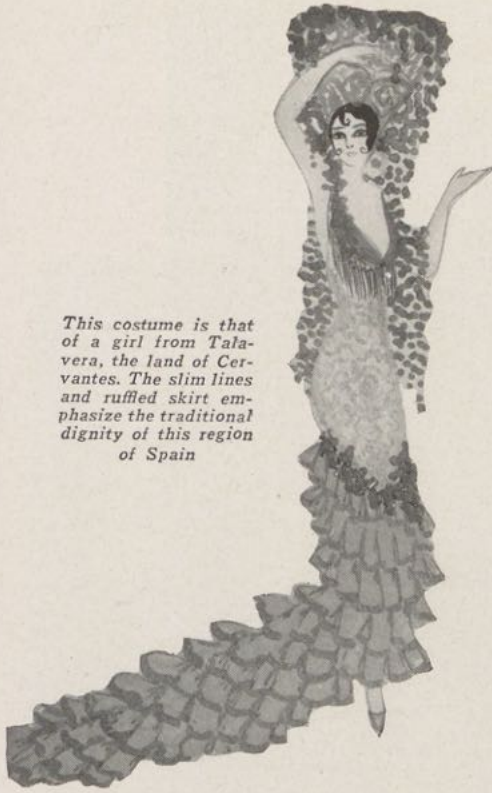 This costume is that
of a girl from Tala-
vera, the land of Cer-
vantes. The slim lines
and ruffled skirt em-
phasize the traditional
dignity of this region
of Spain